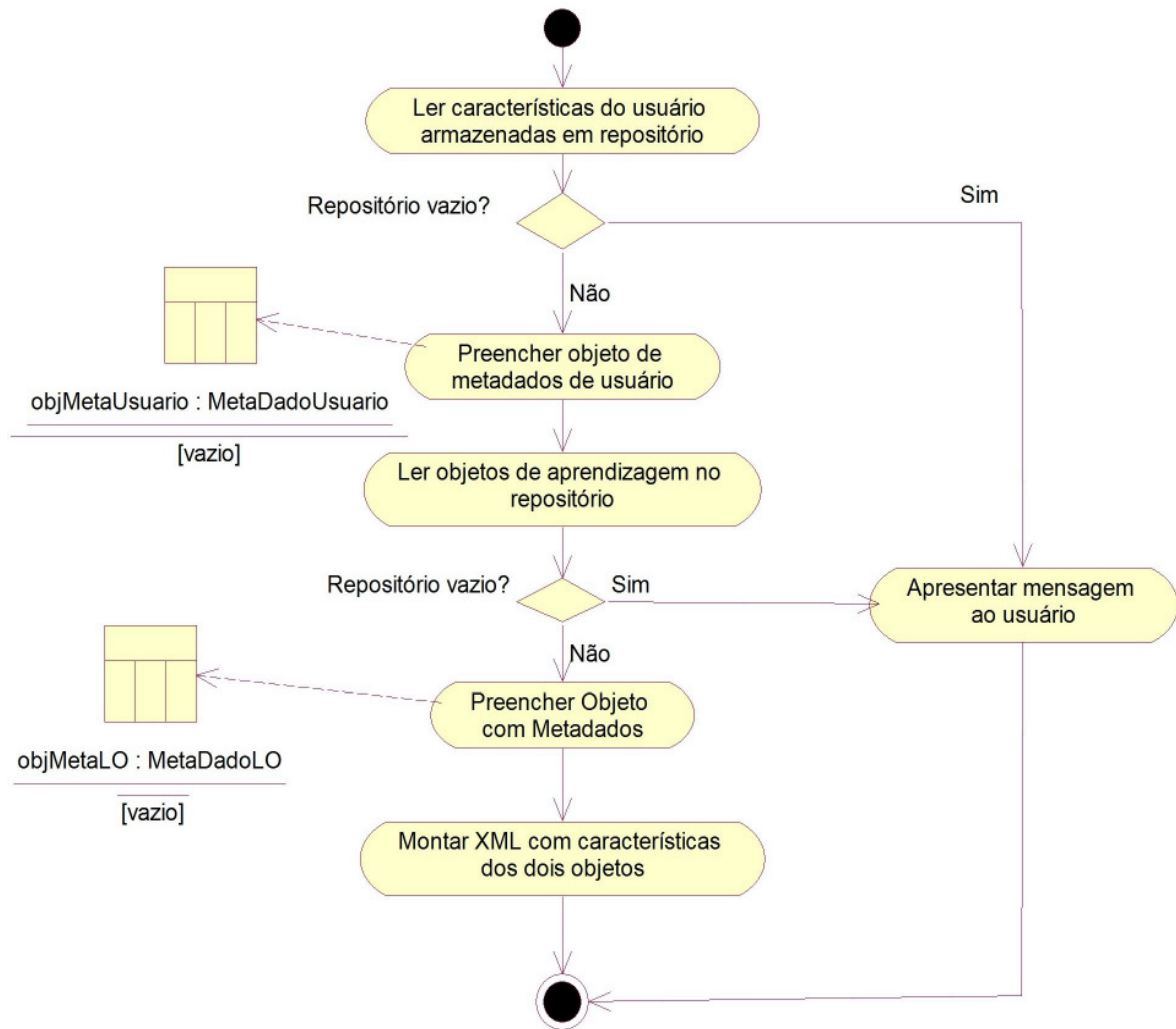 Ler característícas do usuário
armazenadas em repositório
Repositório vazio?
Sim
Não
Preencher objeto de
metadados de usuário
objMetaUsuario : MetaDadoUsuario
[vazio]
Ler objetos de aprendizagem no
repositório
Repositório vazio?
Sim
Apresentar mensagem
ao usuário
Não
Preencher Objeto
com Metadados
objMetaLO : MetaDadoLO
[vazio]
Montar XML com característícas
dos dois objetos